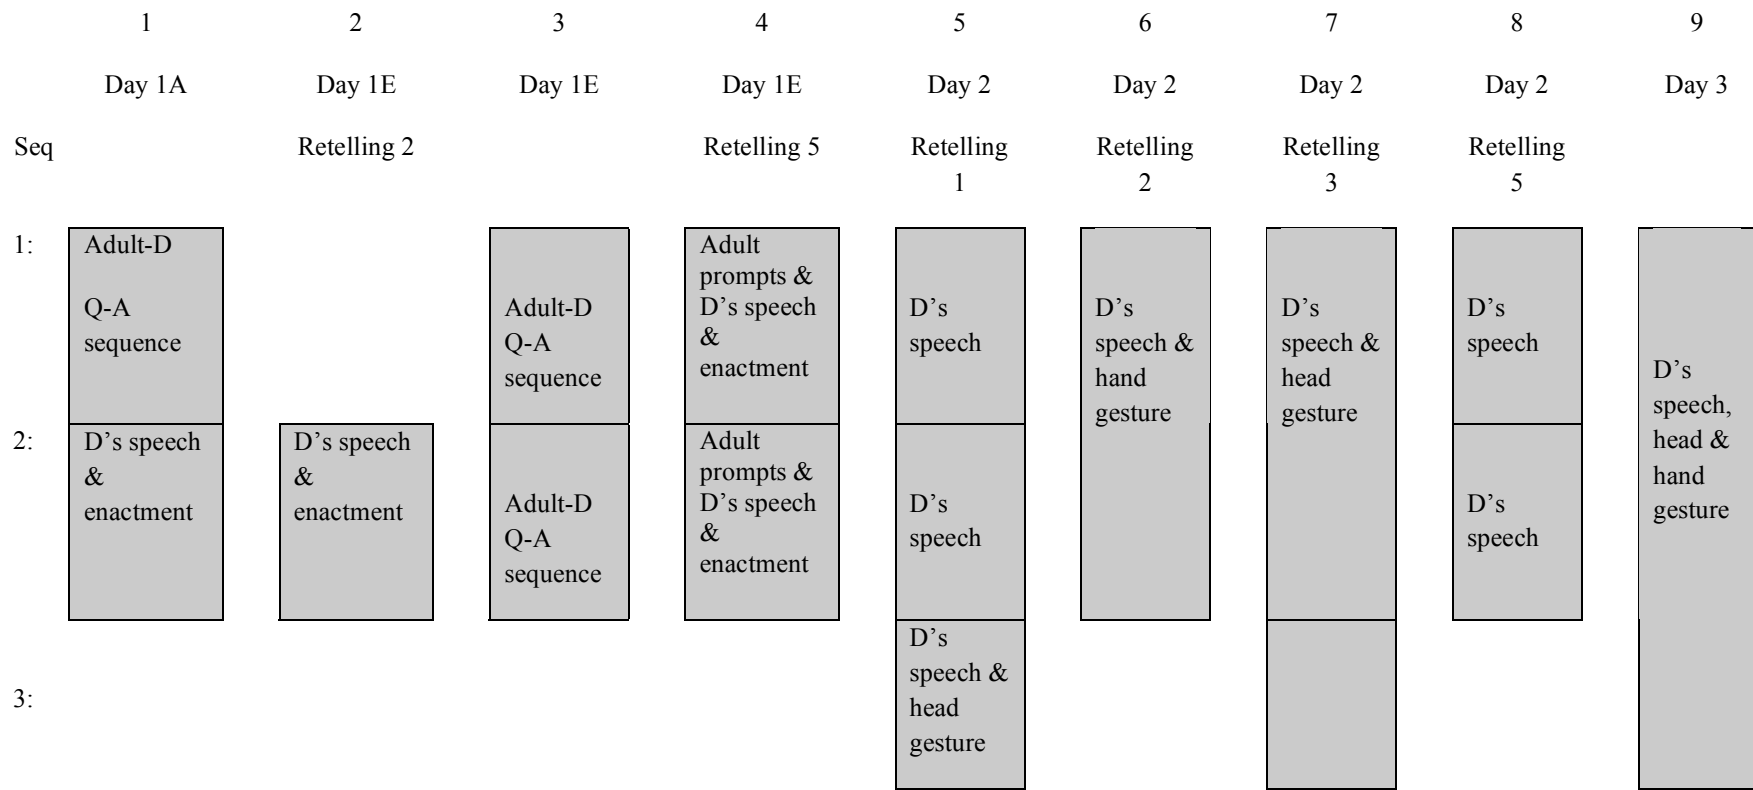 1 2 3 4 5 6 7 8 9
Day 1A Day 1E Day 1E Day 1E Day 2 Day 2 Day 2 Day 2 Day 3
Seq Retelling 2 Retelling 5 Retelling 1 Retelling 2 Retelling 3 Retelling 5
1:
Adult-D
Q-A
sequence
Adult-D
Q-A
sequence
Adult
prompts &
D's speech
&
enactment
D's
speech
D's
speech &
hand
gesture
D's
speech &
head
gesture
D's
speech
D's
speech,
head &
hand
gesture
2:
D's speech
&
enactment
D's speech
&
enactment
Adult-D
Q-A
sequence
Adult
prompts &
D's speech
&
enactment
D's
speech
D's
speech
3:
D's
speech &
head
gesture